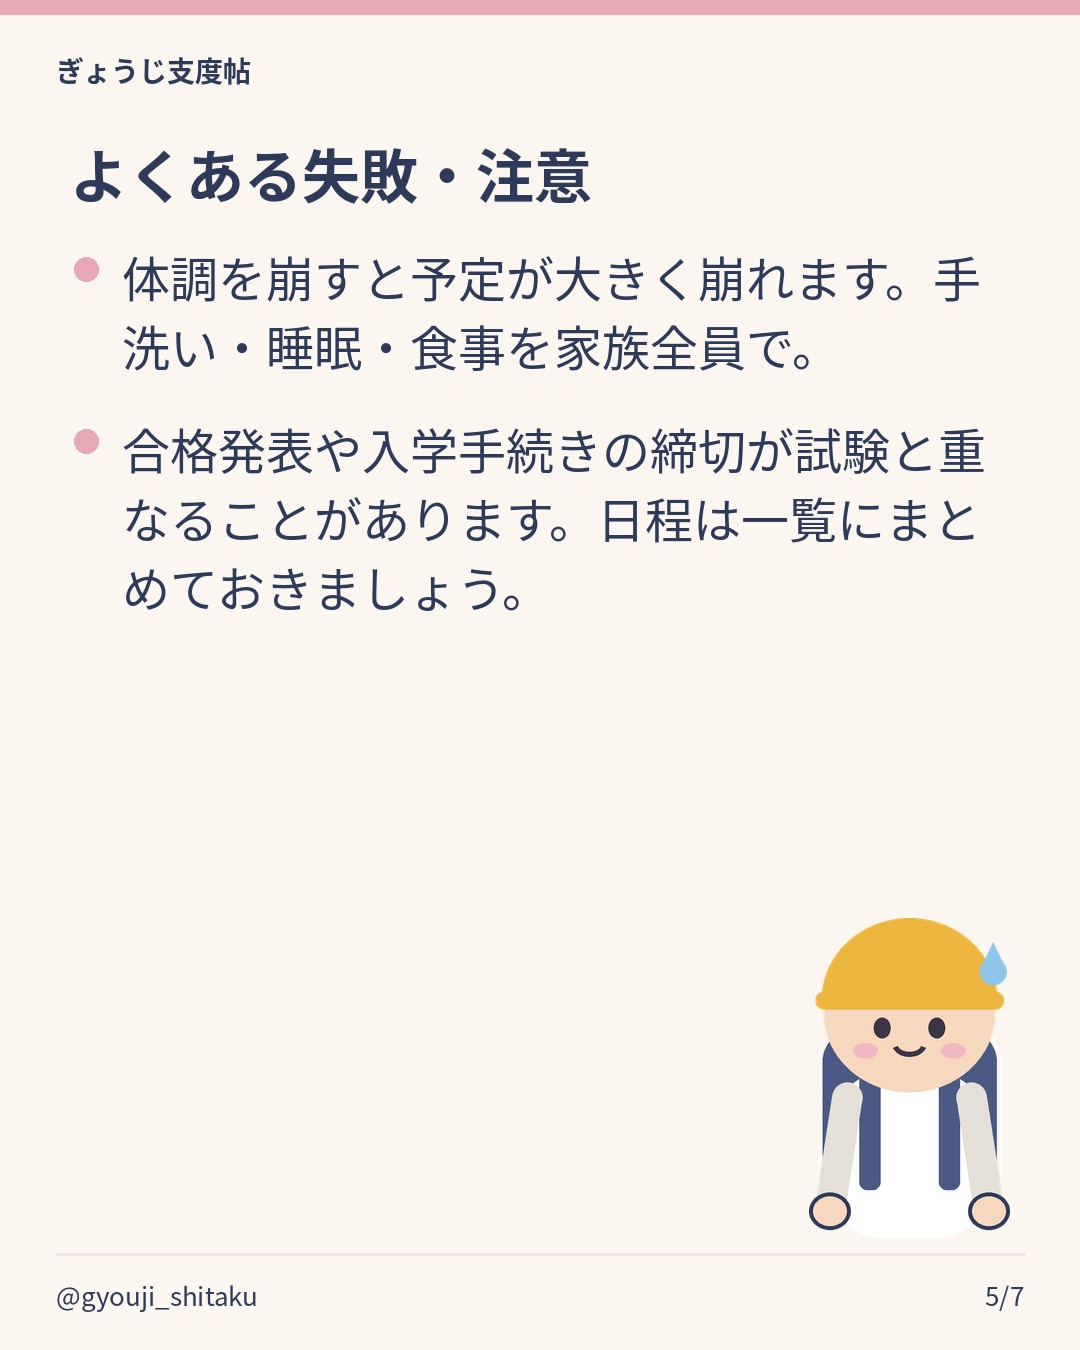 ぎょうじ支度帖
よくある失敗・注意
体調を崩すと予定が大きく崩れます。手
洗い・睡眠・食事を家族全員で。
合格発表や入学手続きの締切が試験と重
なることがあります。日程は一覧にまと
めておきましょう。
@gyouji_shitaku
5/7